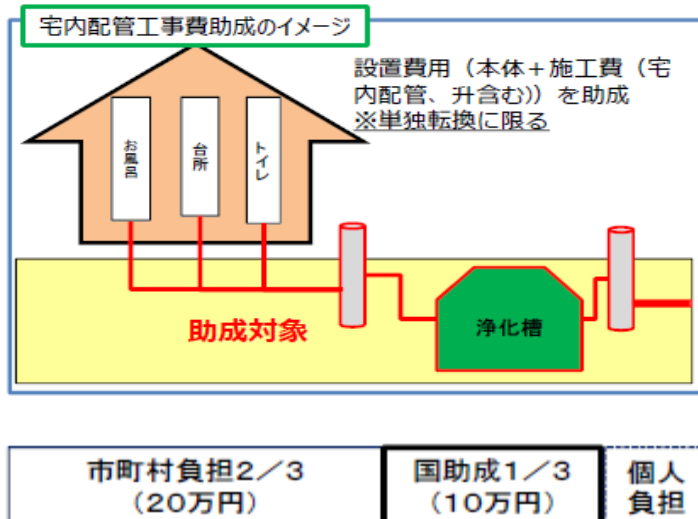 宅内配管工事費助成のイメージ
設置費用（本体＋施工費（宅
内配管、升含む））を助成
※単独転換に限る
お風呂
台所
トイレ
助成対象
浄化槽
市町村負担２／３
（２０万円）
国助成１／３
（１０万円）
個人
負担